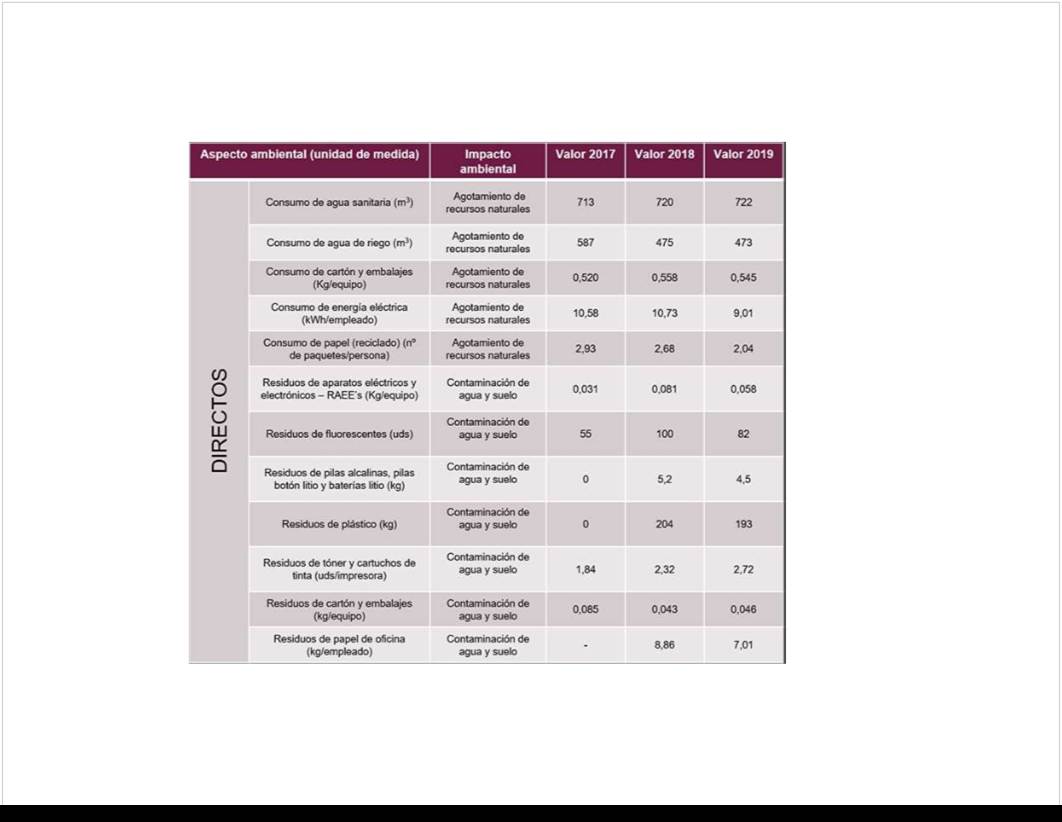 Aspecto ambiental (unidad de medida) Impacto ambiental Valor 2017 Valor 2018 Valor 2019
DIRECTOS
Consumo de agua sanitaria (m³) Agotamiento de recursos naturales 713 720 722
Consumo de agua de riego (m³) Agotamiento de recursos naturales 587 475 473
Consumo de cartón y embalajes (Kg/equipo) Agotamiento de recursos naturales 0,520 0,558 0,545
Consumo de energía eléctrica (kWh/empleado) Agotamiento de recursos naturales 10,58 10,73 9,01
Consumo de papel (reciclado) (nº de paquetes/persona) Agotamiento de recursos naturales 2,93 2,68 2,04
Residuos de aparatos eléctricos y electrónicos – RAEE´s (Kg/equipo) Contaminación de agua y suelo 0,031 0,081 0,058
Residuos de fluorescentes (uds) Contaminación de agua y suelo 55 100 82
Residuos de pilas alcalinas, pilas botón litio y baterías litio (kg) Contaminación de agua y suelo 0 5,2 4,5
Residuos de plástico (kg) Contaminación de agua y suelo 0 204 193
Residuos de tóner y cartuchos de tinta (uds/impresora) Contaminación de agua y suelo 1,84 2,32 2,72
Residuos de cartón y embalajes (kg/equipo) Contaminación de agua y suelo 0,085 0,043 0,046
Residuos de papel de oficina (kg/empleado) Contaminación de agua y suelo - 8,86 7,01